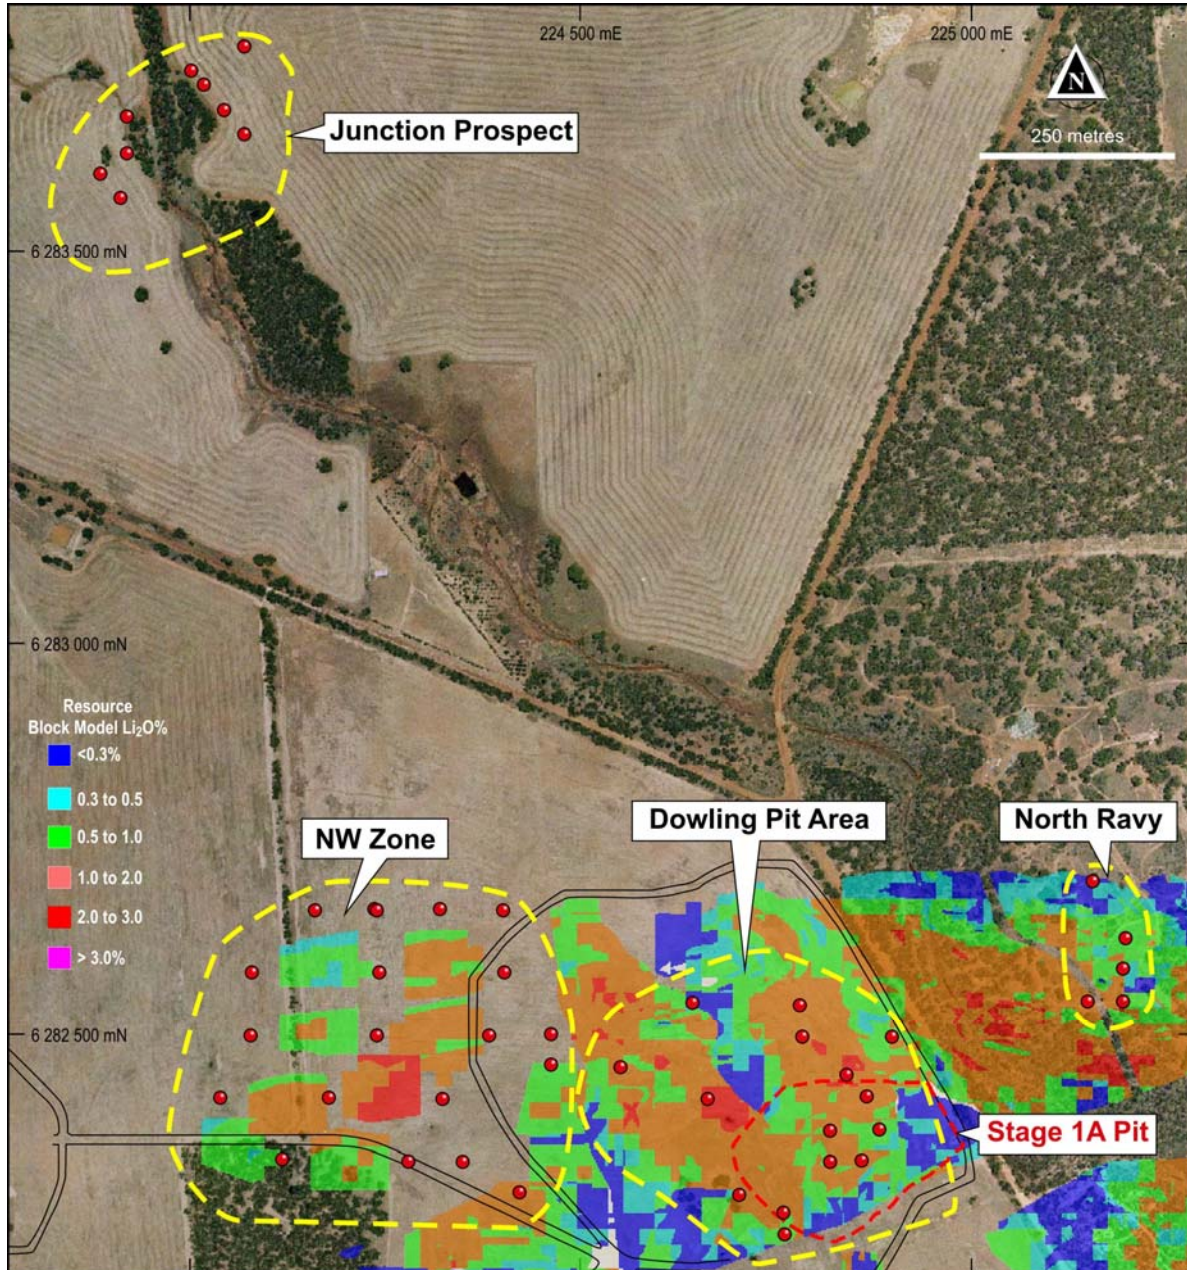 224 500 mE
225 000 mE
N
250 metres
Junction Prospect
6 283 500 mN
6 283 000 mN
Resource
Block Model Li₂O%
<0.3%
0.3 to 0.5
0.5 to 1.0
1.0 to 2.0
2.0 to 3.0
> 3.0%
NW Zone
Dowling Pit Area
North Ravy
6 282 500 mN
Stage 1A Pit